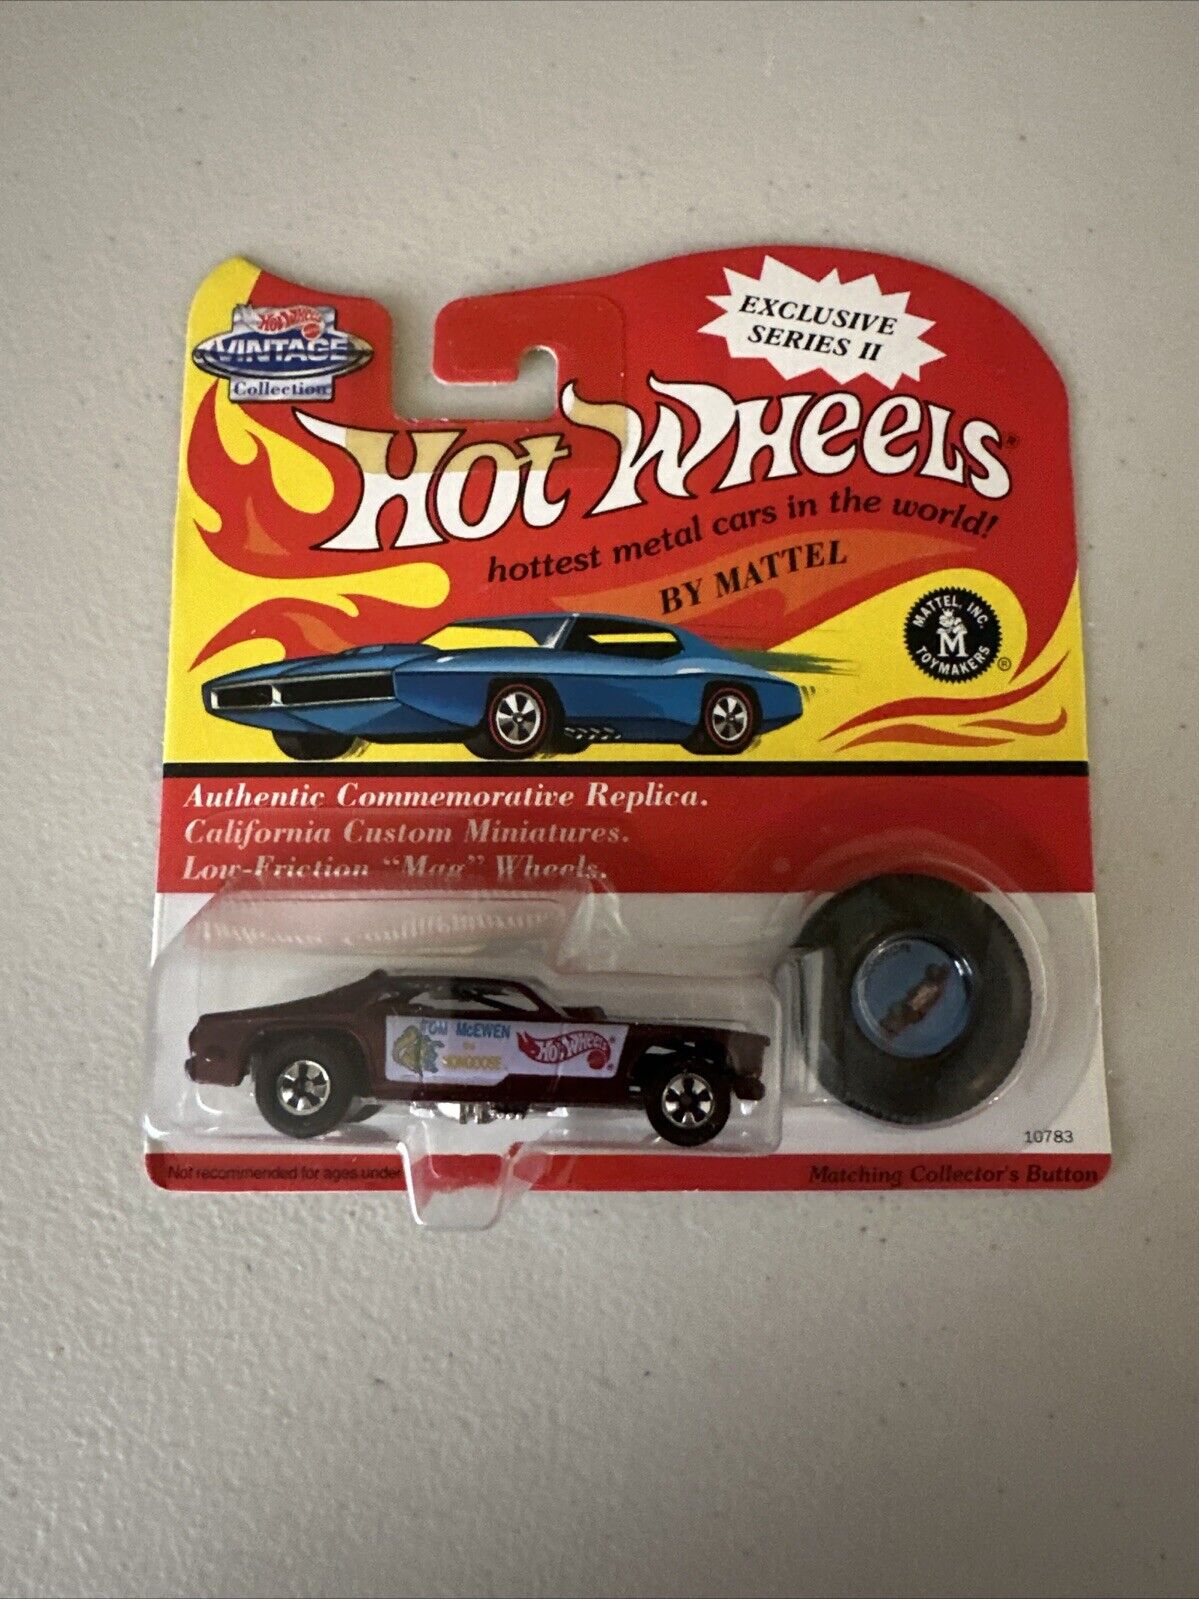 HOT WHEELS
VINTAGE
Collection
EXCLUSIVE
SERIES II
HOT WHEELS®
hottest metal cars in the world!
BY MATTEL
MATTEL, INC.
M
TOYMAKERS ®
Authentic Commemorative Replica.
California Custom Miniatures.
Low-Friction "Mag" Wheels.
TOM McEWEN
HOT WHEELS
10783
Not recommended for ages under
Matching Collector's Button